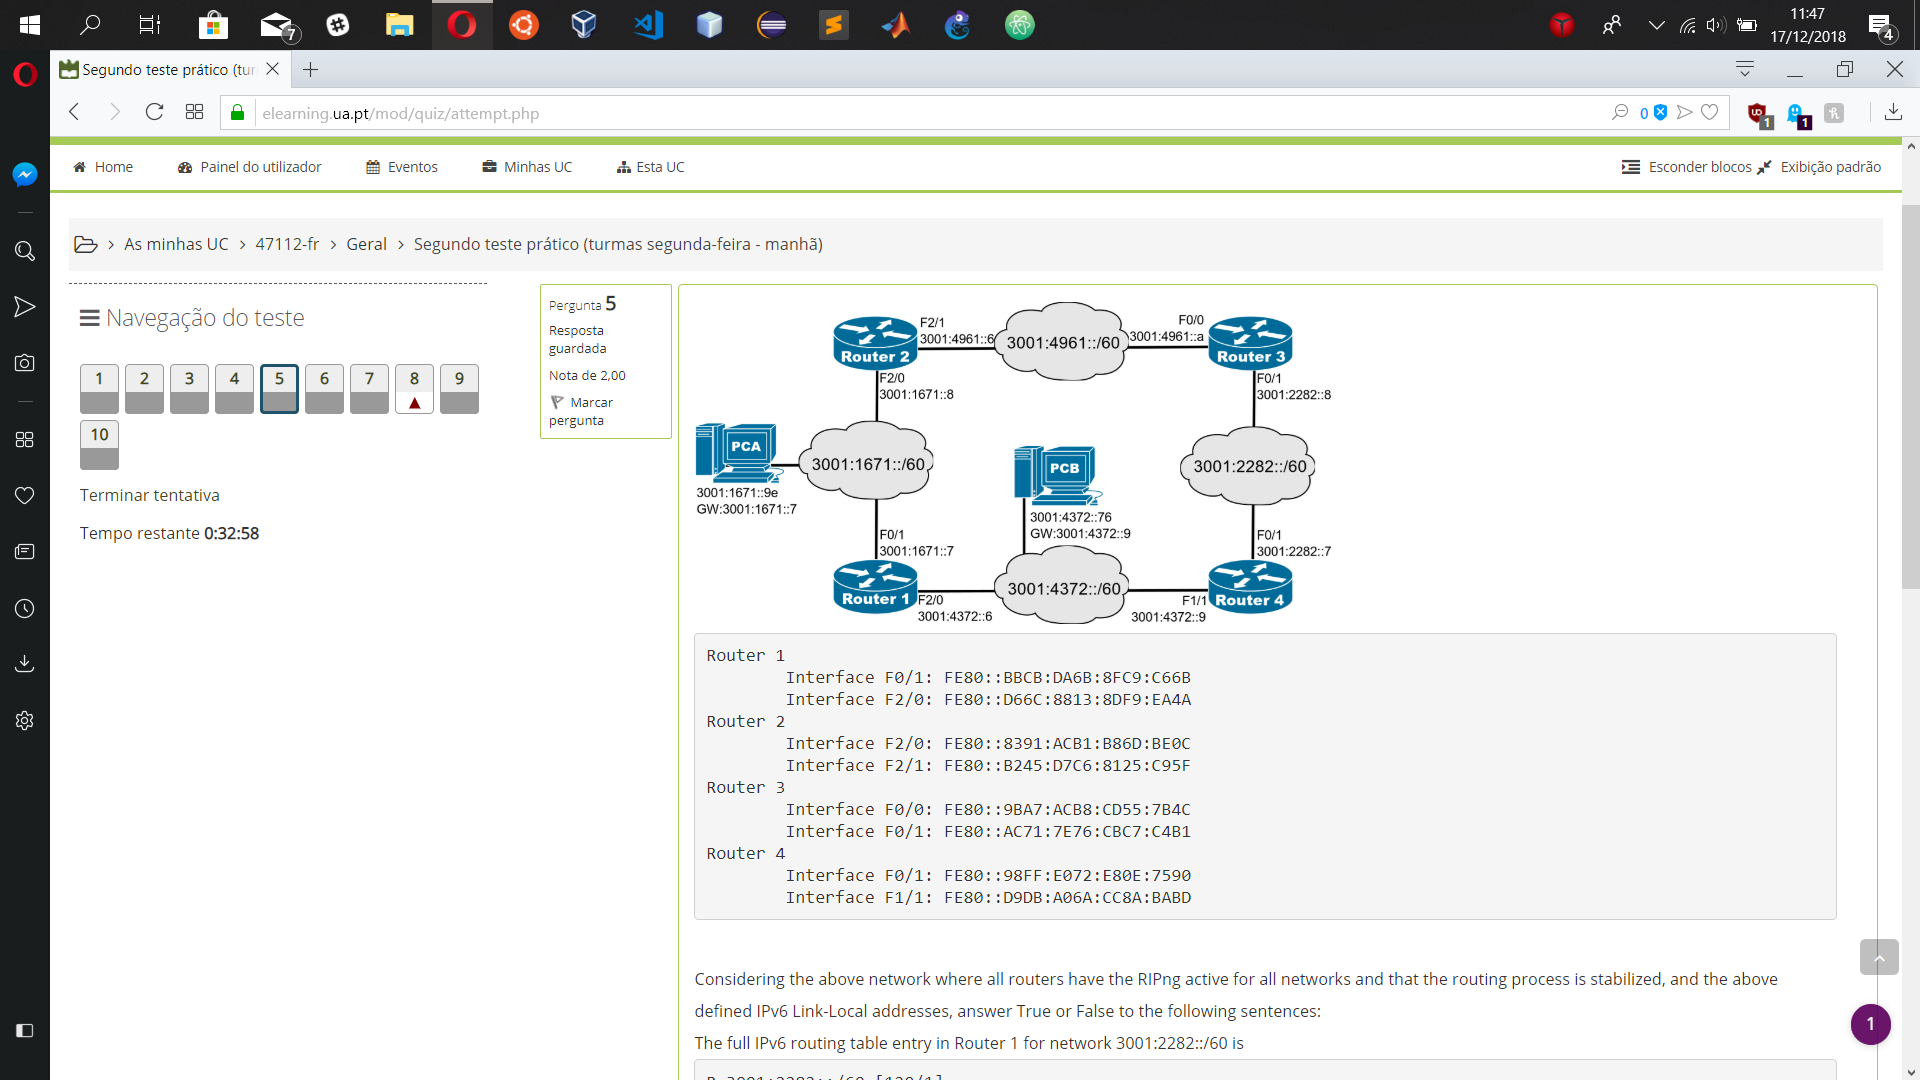 7
11:47
17/12/2018
4
Segundo teste prático (tur
elearning.ua.pt/mod/quiz/attempt.php
0
1
1
Home
Painel do utilizador
Eventos
Minhas UC
Esta UC
Esconder blocos
Exibição padrão
As minhas UC > 47112-fr > Geral > Segundo teste prático (turmas segunda-feira - manhã)
Navegação do teste
1 2 3 4 5 6 7 8 9
10
Terminar tentativa
Tempo restante 0:32:58
Pergunta 5
Resposta
guardada
Nota de 2,00
Marcar
pergunta
Router 2
F2/1
3001:4961::6
3001:4961::/60
F0/0
3001:4961::a
Router 3
F2/0
3001:1671::8
F0/1
3001:2282::8
PCA
3001:1671::/60
3001:1671::9e
GW:3001:1671::7
PCB
3001:4372::76
GW:3001:4372::9
3001:2282::/60
F0/1
3001:1671::7
F0/1
3001:2282::7
Router 1
F2/0
3001:4372::6
3001:4372::/60
F1/1
3001:4372::9
Router 4
Router 1
Interface F0/1: FE80::BBCB:DA6B:8FC9:C66B
Interface F2/0: FE80::D66C:8813:8DF9:EA4A
Router 2
Interface F2/0: FE80::8391:ACB1:B86D:BE0C
Interface F2/1: FE80::B245:D7C6:8125:C95F
Router 3
Interface F0/0: FE80::9BA7:ACB8:CD55:7B4C
Interface F0/1: FE80::AC71:7E76:CBC7:C4B1
Router 4
Interface F0/1: FE80::98FF:E072:E80E:7590
Interface F1/1: FE80::D9DB:A06A:CC8A:BABD
Considering the above network where all routers have the RIPng active for all networks and that the routing process is stabilized, and the above
defined IPv6 Link-Local addresses, answer True or False to the following sentences:
The full IPv6 routing table entry in Router 1 for network 3001:2282::/60 is
1